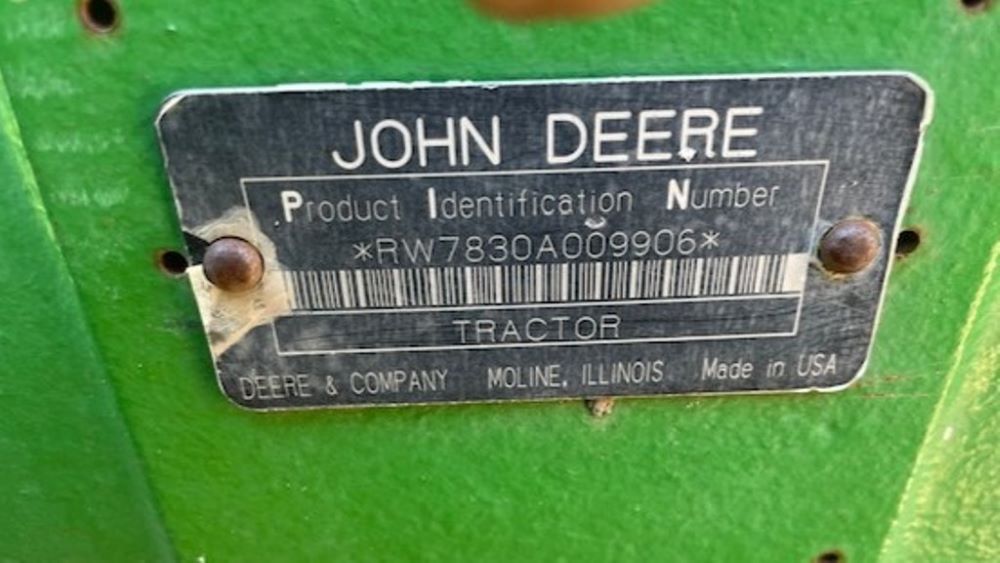 JOHN DEERE
Product Identification Number
*RW7830A009906*
TRACTOR
DEERE & COMPANY MOLINE, ILLINOIS Made in USA